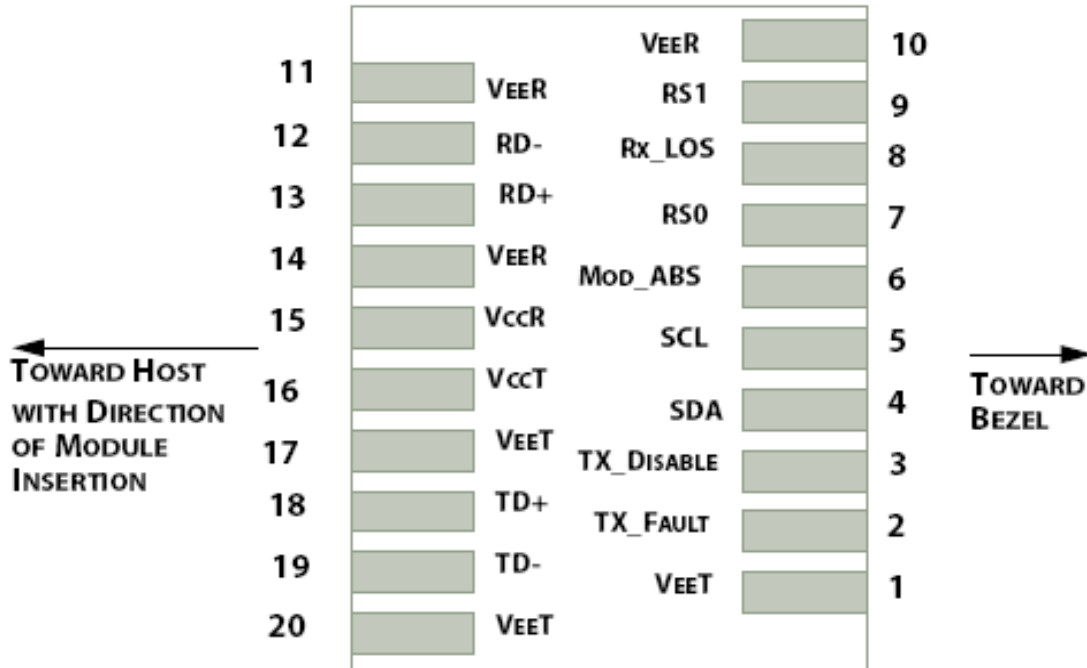 11 VEER
12 RD-
13 RD+
14 VEER
15 VCCR
16 VCCT
17 VEET
18 TD+
19 TD-
20 VEET
TOWARD HOST
WITH DIRECTION
OF MODULE
INSERTION
VEER 10
RS1 9
RX_LOS 8
RS0 7
MOD_ABS 6
SCL 5
SDA 4
TX_DISABLE 3
TX_FAULT 2
VEET 1
TOWARD
BEZEL